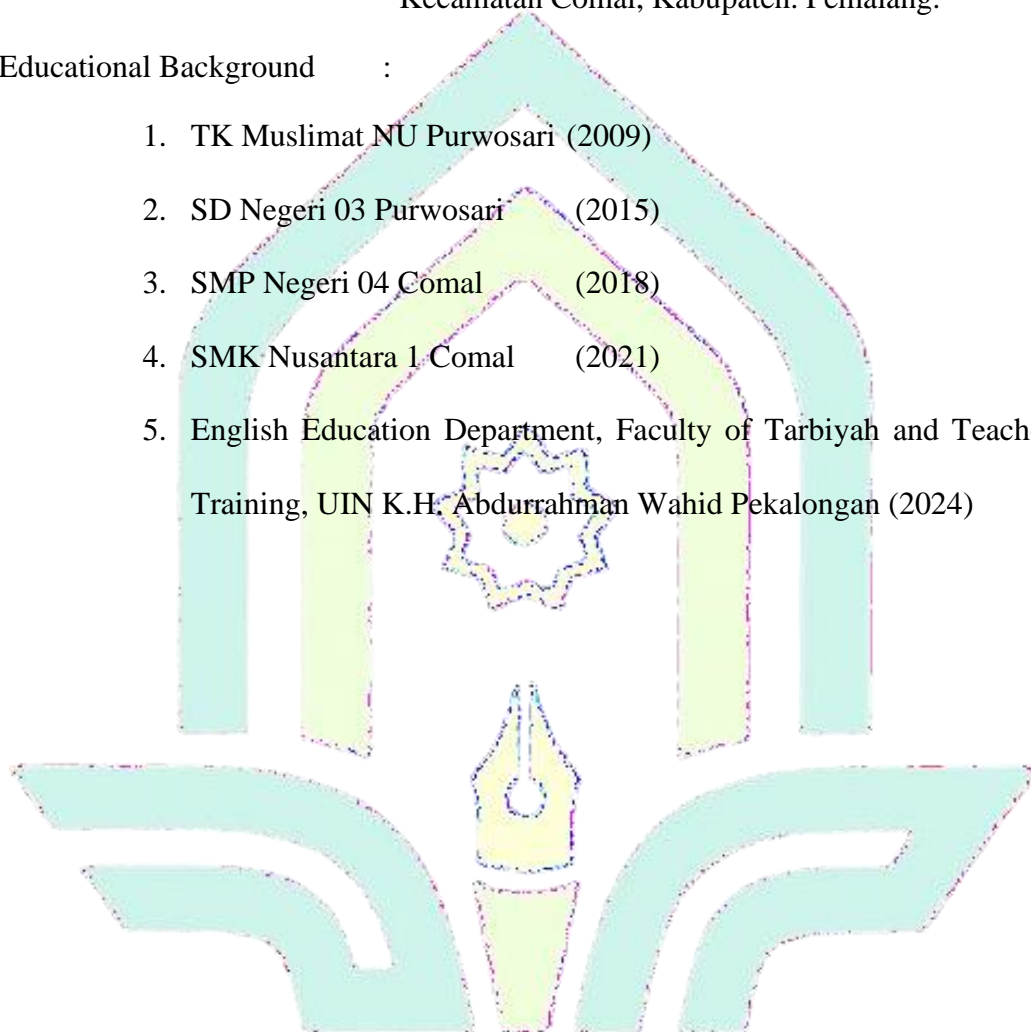 Kecamatan Comal, Kabupaten. Pemalang.
Educational Background :
1. TK Muslimat NU Purwosari (2009)
2. SD Negeri 03 Purwosari (2015)
3. SMP Negeri 04 Comal (2018)
4. SMK Nusantara 1 Comal (2021)
5. English Education Department, Faculty of Tarbiyah and Teach
Training, UIN K.H. Abdurrahman Wahid Pekalongan (2024)